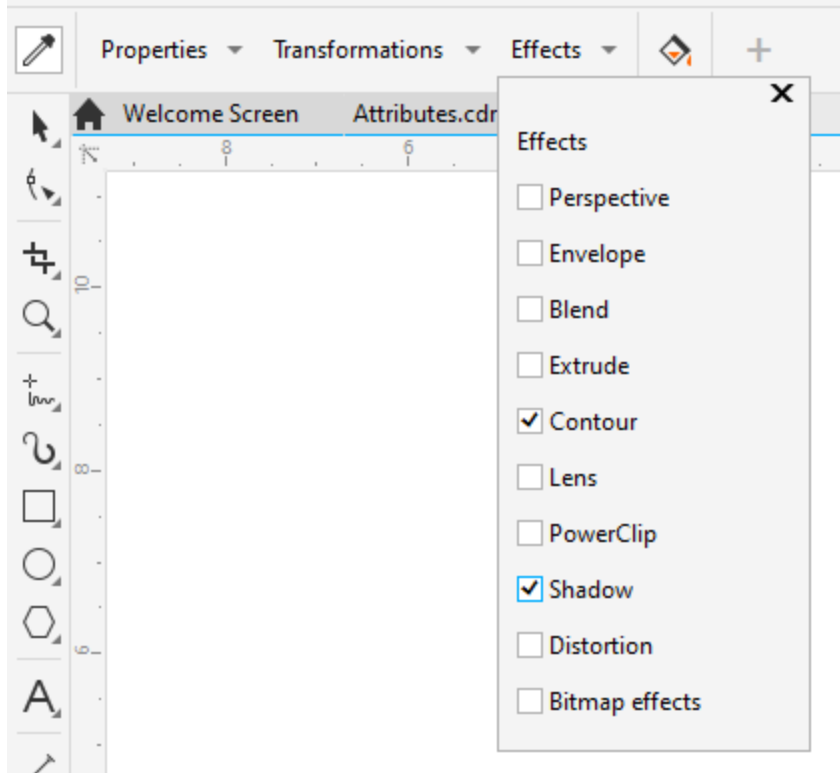 Properties Transformations Effects
Welcome Screen Attributes.cdr
8 6
Effects
Perspective
Envelope
Blend
Extrude
Contour
Lens
PowerClip
Shadow
Distortion
Bitmap effects
10
8
6